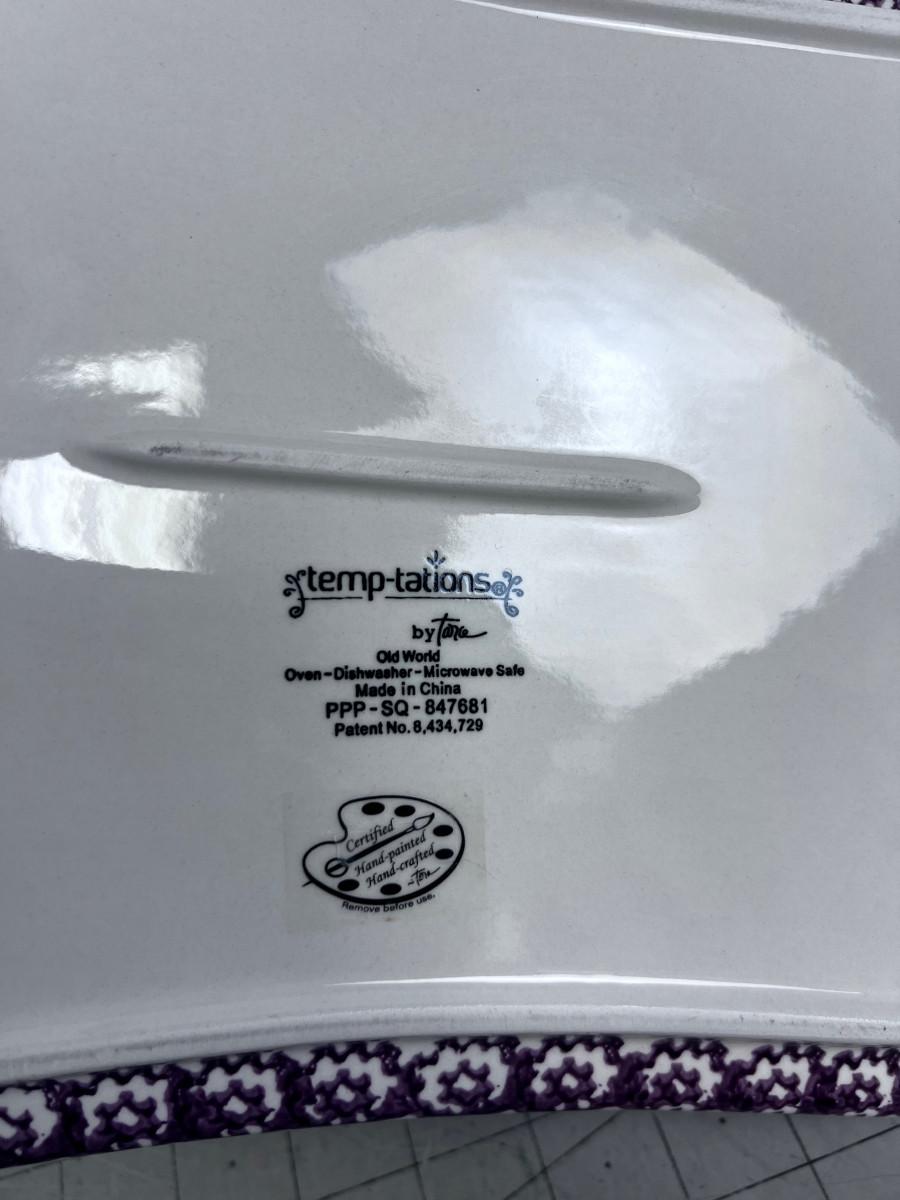 temp-tations®
by Tara
Old World
Oven-Dishwasher-Microwave Safe
Made in China
PPP-SQ-847681
Patent No. 8,434,729
Certified
Hand-painted
Hand-crafted
-Tara
Remove before use.